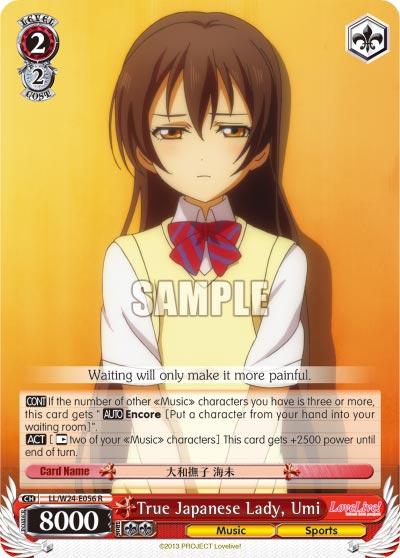 LEVEL
2
2
COST
SAMPLE
Waiting will only make it more painful.
CONT If the number of other «Music» characters you have is three or more,
this card gets " AUTO Encore [Put a character from your hand into your
waiting room]".
ACT [ two of your «Music» characters] This card gets +2500 power until
end of turn.
Card Name 大和撫子 海未
CH LL/W24-E056 R
True Japanese Lady, Umi
LoveLive!
POWER
8000
SOUL
Music
Sports
©2013 PROJECT Lovelive!